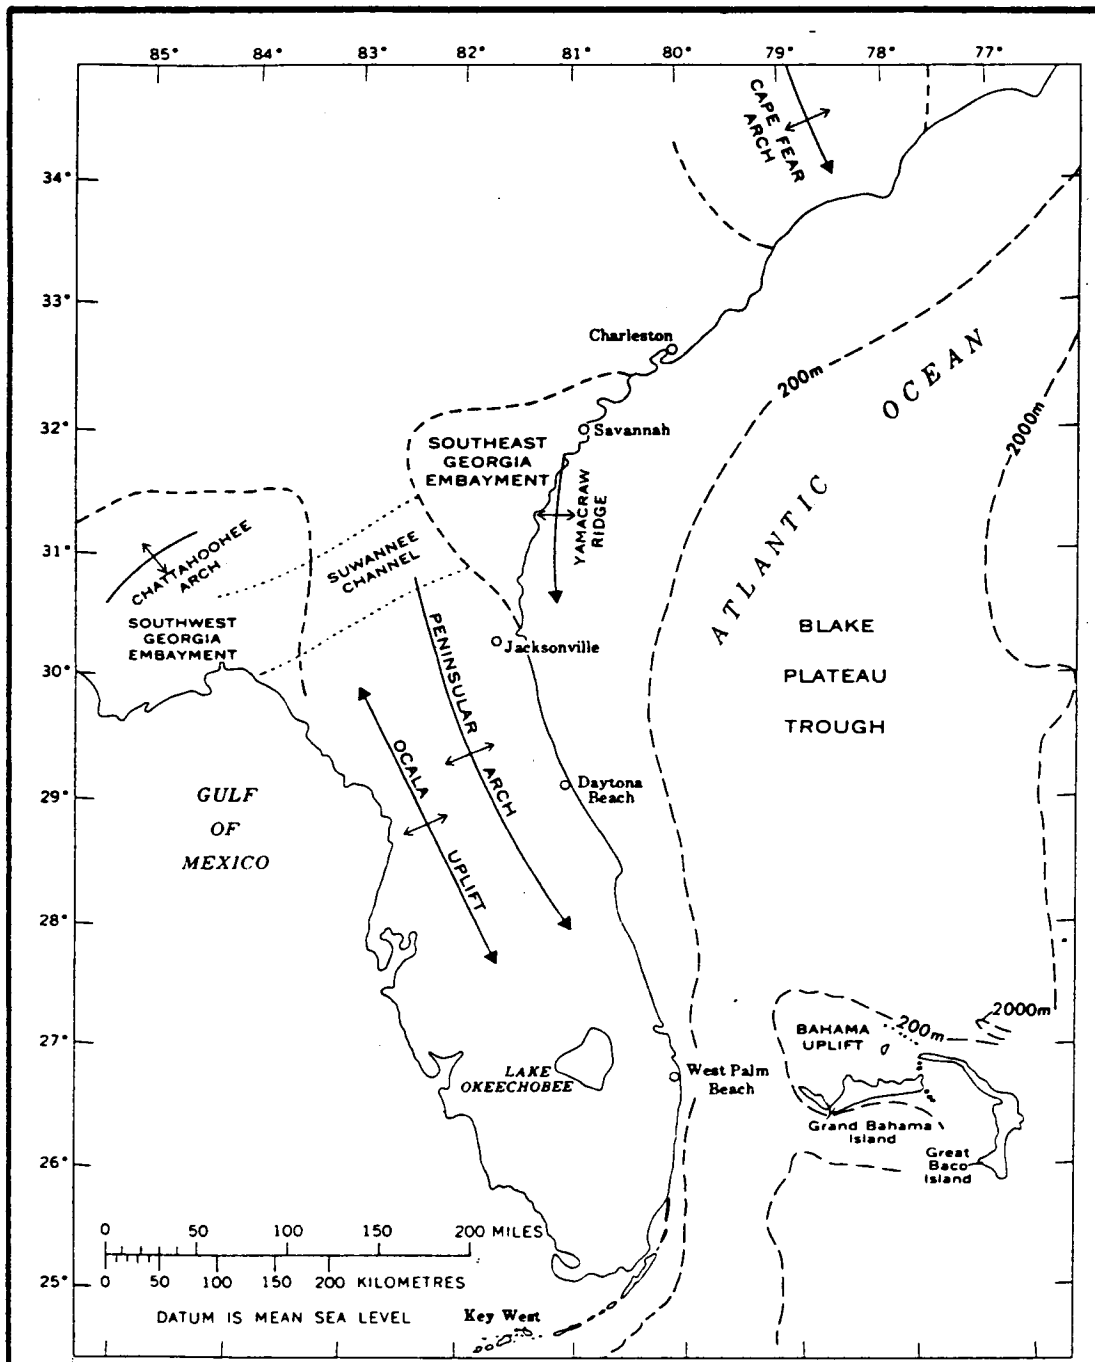 85° 84° 83° 82° 81° 80° 79° 78° 77°
CAPE FEAR
ARCH
34°
33°
32°
31°
30°
29°
28°
27°
26°
25°
Charleston
200m
OCEAN
2000m
Savannah
SOUTHEAST
GEORGIA
EMBAYMENT
YAMACRAW
RIDGE
ATLANTIC
CHATTAHOOHEE
ARCH
SUWANNEE
CHANNEL
SOUTHWEST
GEORGIA
EMBAYMENT
Jacksonville
BLAKE
PLATEAU
TROUGH
PENINSULAR ARCH
OCALA UPLIFT
GULF
OF
MEXICO
Daytona
Beach
BAHAMA
UPLIFT
200m
2000m
LAKE
OKEECHOBEE
West Palm
Beach
Grand Bahama
Island
Great
Baco
Island
0 50 100 150 200 MILES
0 50 100 150 200 KILOMETRES
DATUM IS MEAN SEA LEVEL
Key West